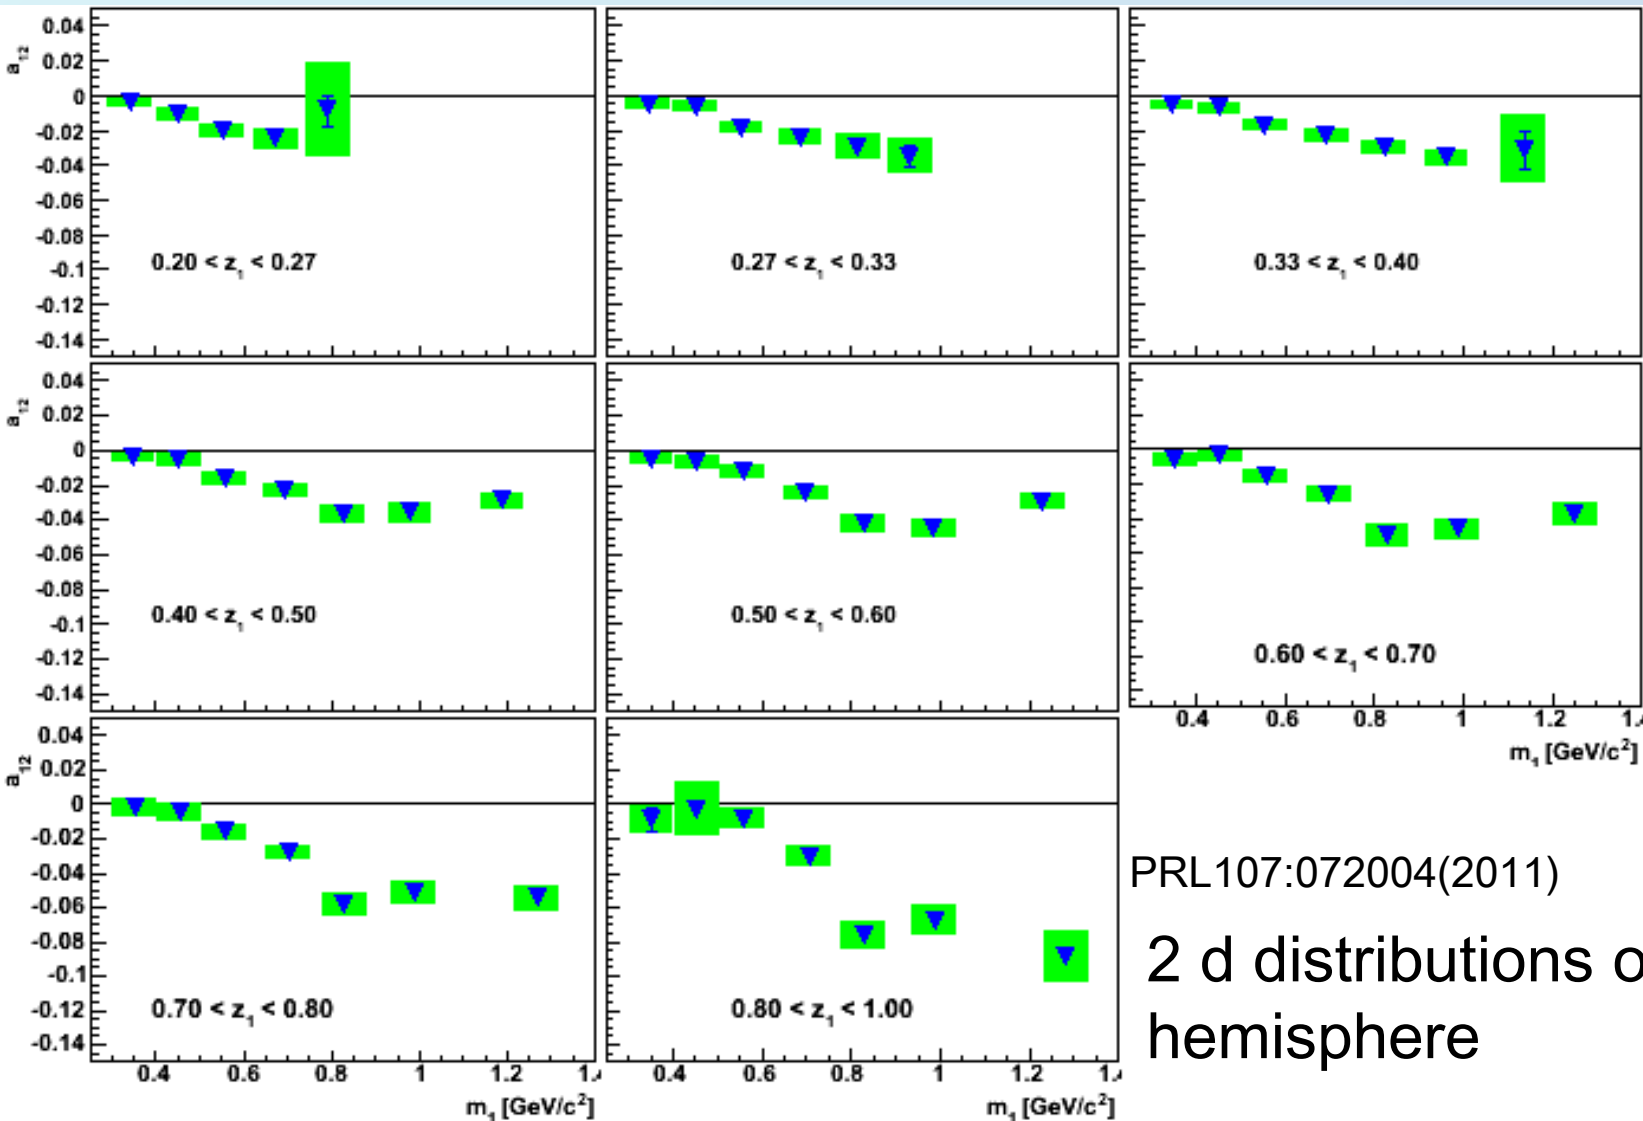 0.04
0.02
0
-0.02
-0.04
-0.06
-0.08
-0.1
-0.12
-0.14
a12
0.20 < z1 < 0.27
0.27 < z1 < 0.33
0.33 < z1 < 0.40
0.04
0.02
0
-0.02
-0.04
-0.06
-0.08
-0.1
-0.12
-0.14
a12
0.40 < z1 < 0.50
0.50 < z1 < 0.60
0.60 < z1 < 0.70
0.4 0.6 0.8 1 1.2 1.
m1 [GeV/c2]
0.04
0.02
0
-0.02
-0.04
-0.06
-0.08
-0.1
-0.12
-0.14
a12
0.70 < z1 < 0.80
0.80 < z1 < 1.00
0.4 0.6 0.8 1 1.2 1.
m1 [GeV/c2]
0.4 0.6 0.8 1 1.2 1.
m1 [GeV/c2]
PRL107:072004(2011)
2 d distributions
hemisphere